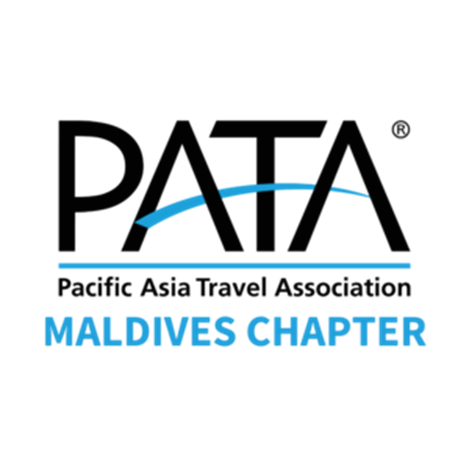 PATA®
Pacific Asia Travel Association
MALDIVES CHAPTER